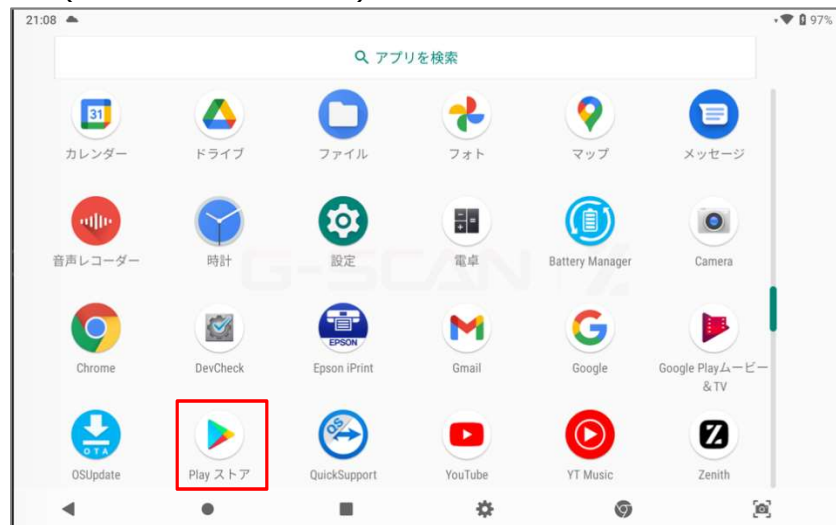 21:08
97%
アプリを検索
31
カレンダー
ドライブ
ファイル
フォト
マップ
メッセージ
音声レコーダー
時計
設定
電卓
Battery Manager
Camera
G-SCAN Z
EPSON
Chrome
DevCheck
Epson iPrint
Gmail
Google
Google Playムービー
& TV
OTA
OS
OSUpdate
Play ストア
QuickSupport
YouTube
YT Music
Zenith